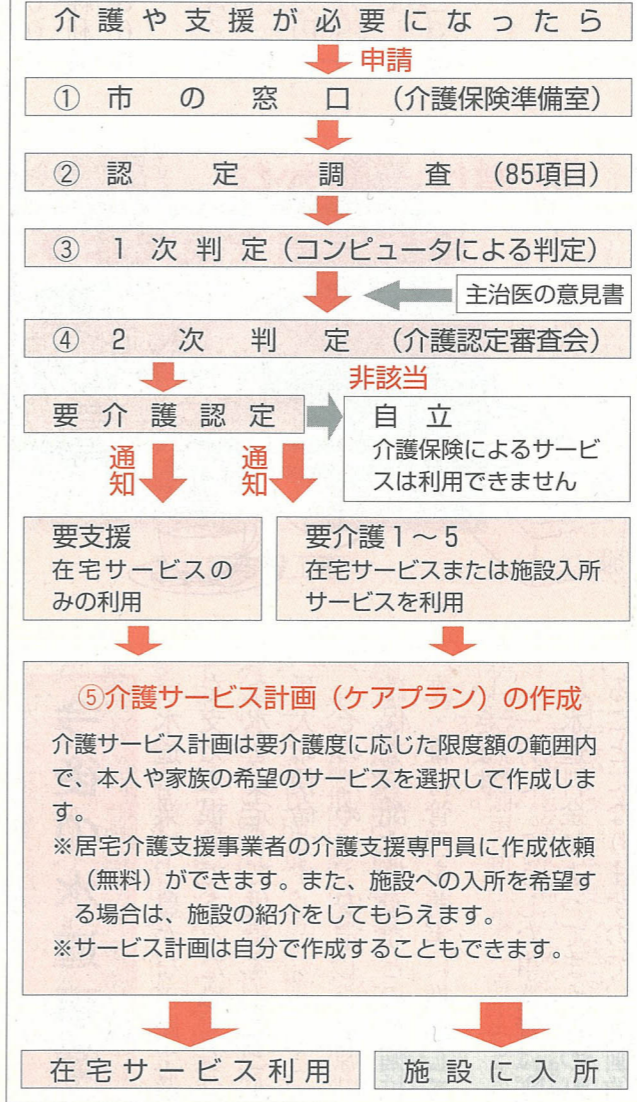 介護や支援が必要になったら
申請
① 市の窓口（介護保険準備室）
② 認定調査（85項目）
③ 1次判定（コンピュータによる判定）
主治医の意見書
④ 2次判定（介護認定審査会）
非該当
要介護認定
自立
介護保険によるサービ
スは利用できません
通知
通知
要支援
在宅サービスの
みの利用
要介護1～5
在宅サービスまたは施設入所
サービスを利用
⑤介護サービス計画（ケアプラン）の作成
介護サービス計画は要介護度に応じた限度額の範囲内
で、本人や家族の希望のサービスを選択して作成しま
す。
※居宅介護支援事業者の介護支援専門員に作成依頼
（無料）ができます。また、施設への入所を希望す
る場合は、施設の紹介をしてもらえます。
※サービス計画は自分で作成することもできます。
在宅サービス利用
施設に入所